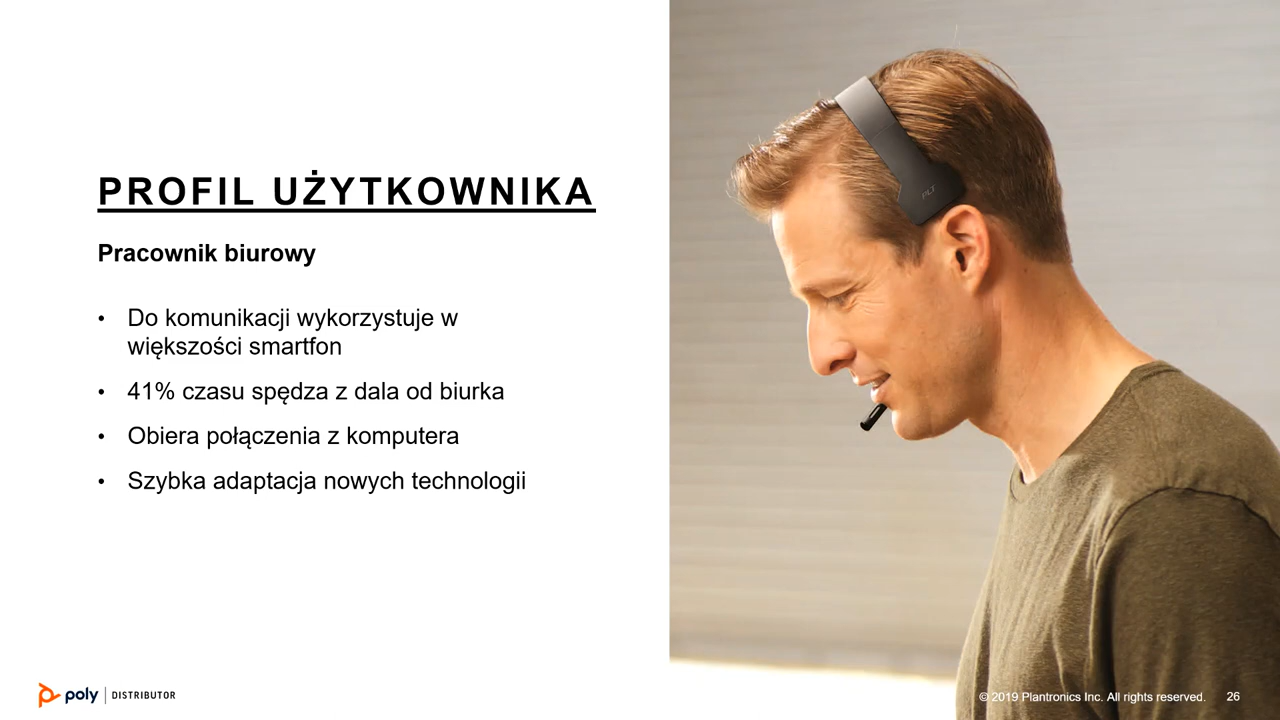 PROFIL UŻYTKOWNIKA
Pracownik biurowy
• Do komunikacji wykorzystuje w
większości smartfon
• 41% czasu spędza z dala od biurka
• Obiera połączenia z komputera
• Szybka adaptacja nowych technologii
PLT
poly | DISTRIBUTOR
© 2019 Plantronics Inc. All rights reserved. 26